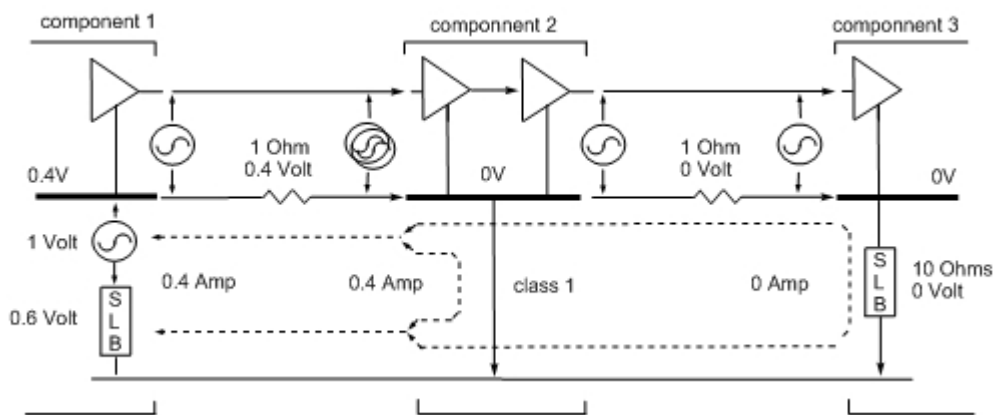 component 1
componnent 2
componnent 3
1 Ohm
0.4 Volt
1 Ohm
0 Volt
0.4V
0V
0V
1 Volt
0.6 Volt
SLB
0.4 Amp
0.4 Amp
class 1
0 Amp
SLB
10 Ohms
0 Volt